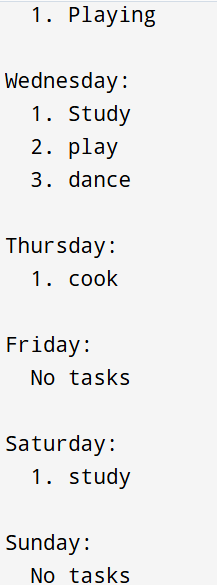 1. Playing
Wednesday:
1. Study
2. play
3. dance
Thursday:
1. cook
Friday:
No tasks
Saturday:
1. study
Sunday:
No tasks